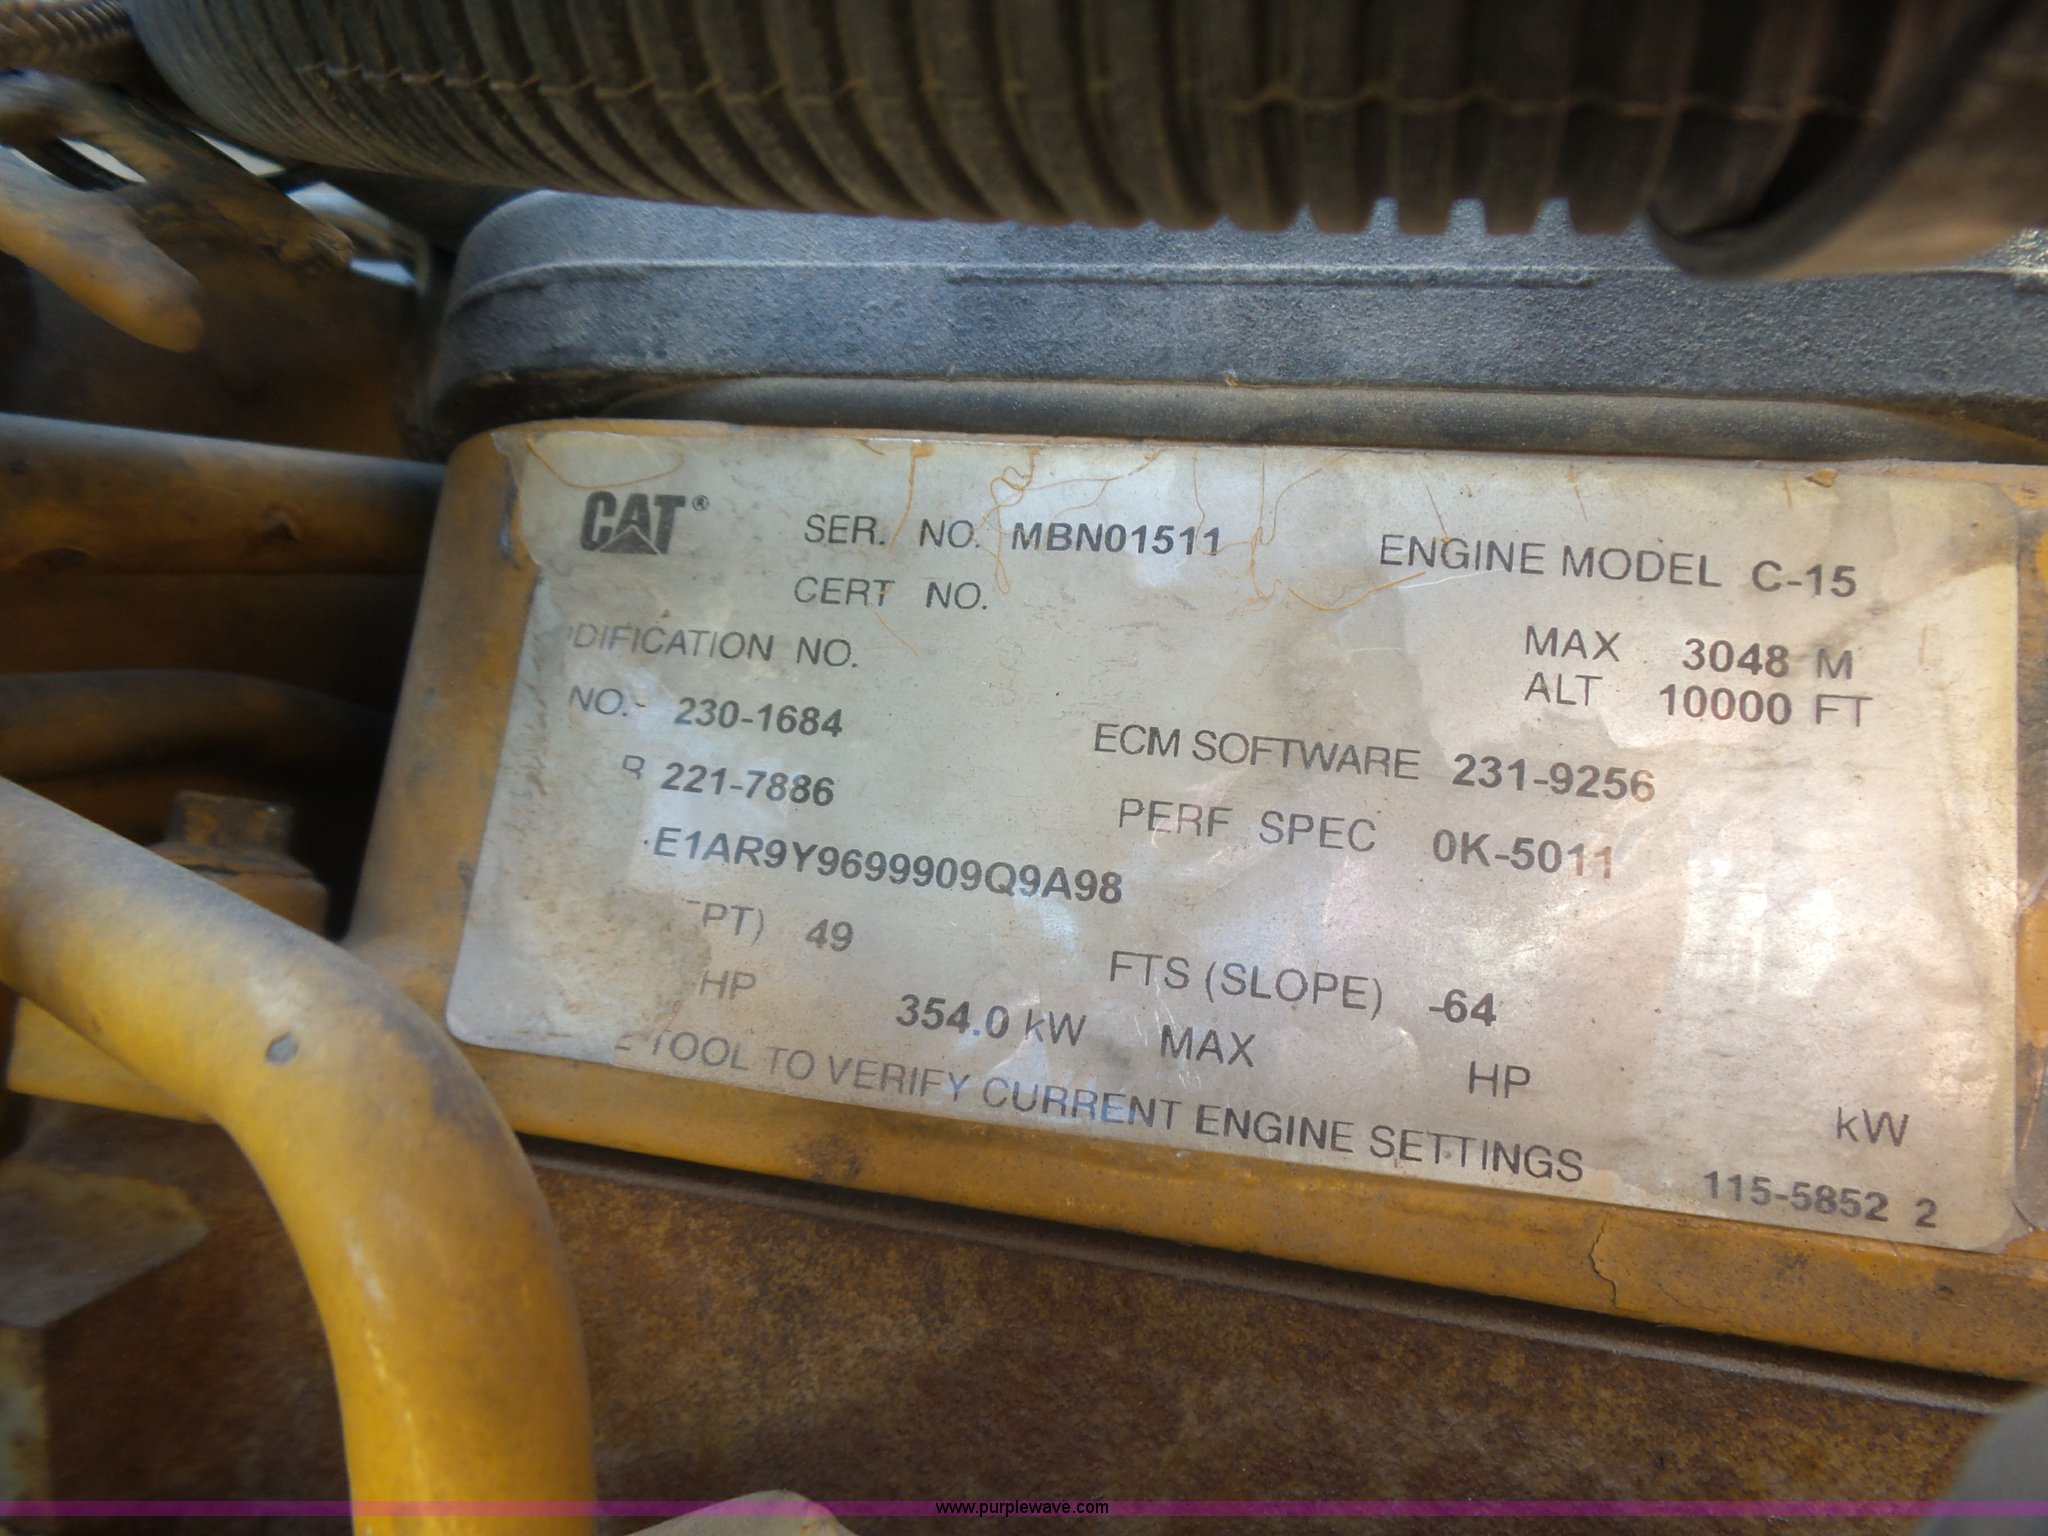 CAT® SER. NO. MBN01511 ENGINE MODEL C-15
CERT NO. MAX 3048 M
DIFICATION NO. ALT 10000 FT
NO. 230-1684 ECM SOFTWARE 231-9256
R 221-7886 PERF SPEC 0K-5011
E1AR9Y9699909Q9A98
PT) 49 FTS (SLOPE) -64
HP 354.0 kW MAX HP kW
TOOL TO VERIFY CURRENT ENGINE SETTINGS 115-5852 2
www.purplewave.com